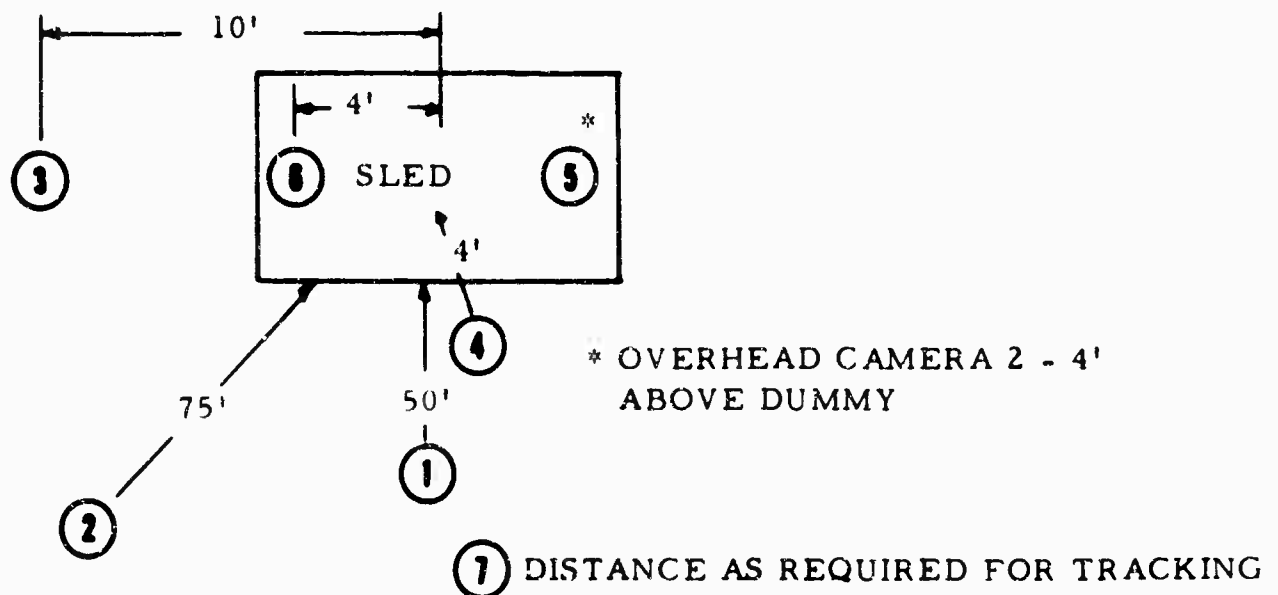 10'
4'
*
3
6 SLED 5
4'
4
* OVERHEAD CAMERA 2 - 4'
ABOVE DUMMY
75'
50'
1
2
7 DISTANCE AS REQUIRED FOR TRACKING